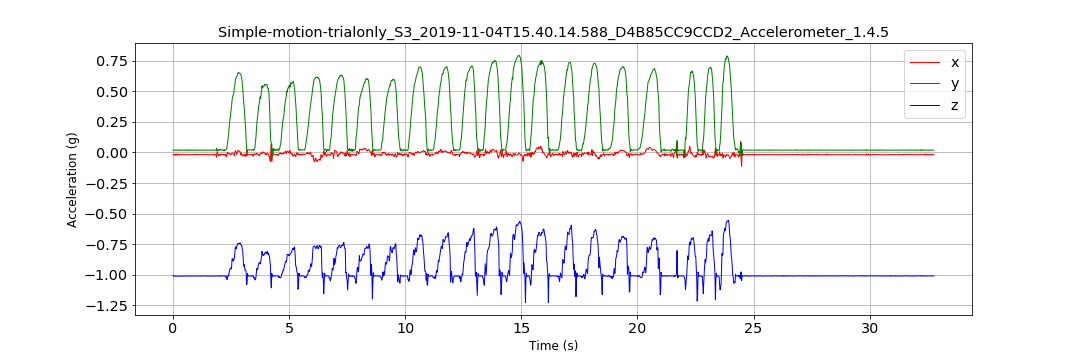 Simple-motion-trialonly_S3_2019-11-04T15.40.14.588_D4B85CC9CCD2_Accelerometer_1.4.5
x
y
z
0.75
0.50
0.25
0.00
−0.25
−0.50
−0.75
−1.00
−1.25
Acceleration (g)
0 5 10 15 20 25 30
Time (s)